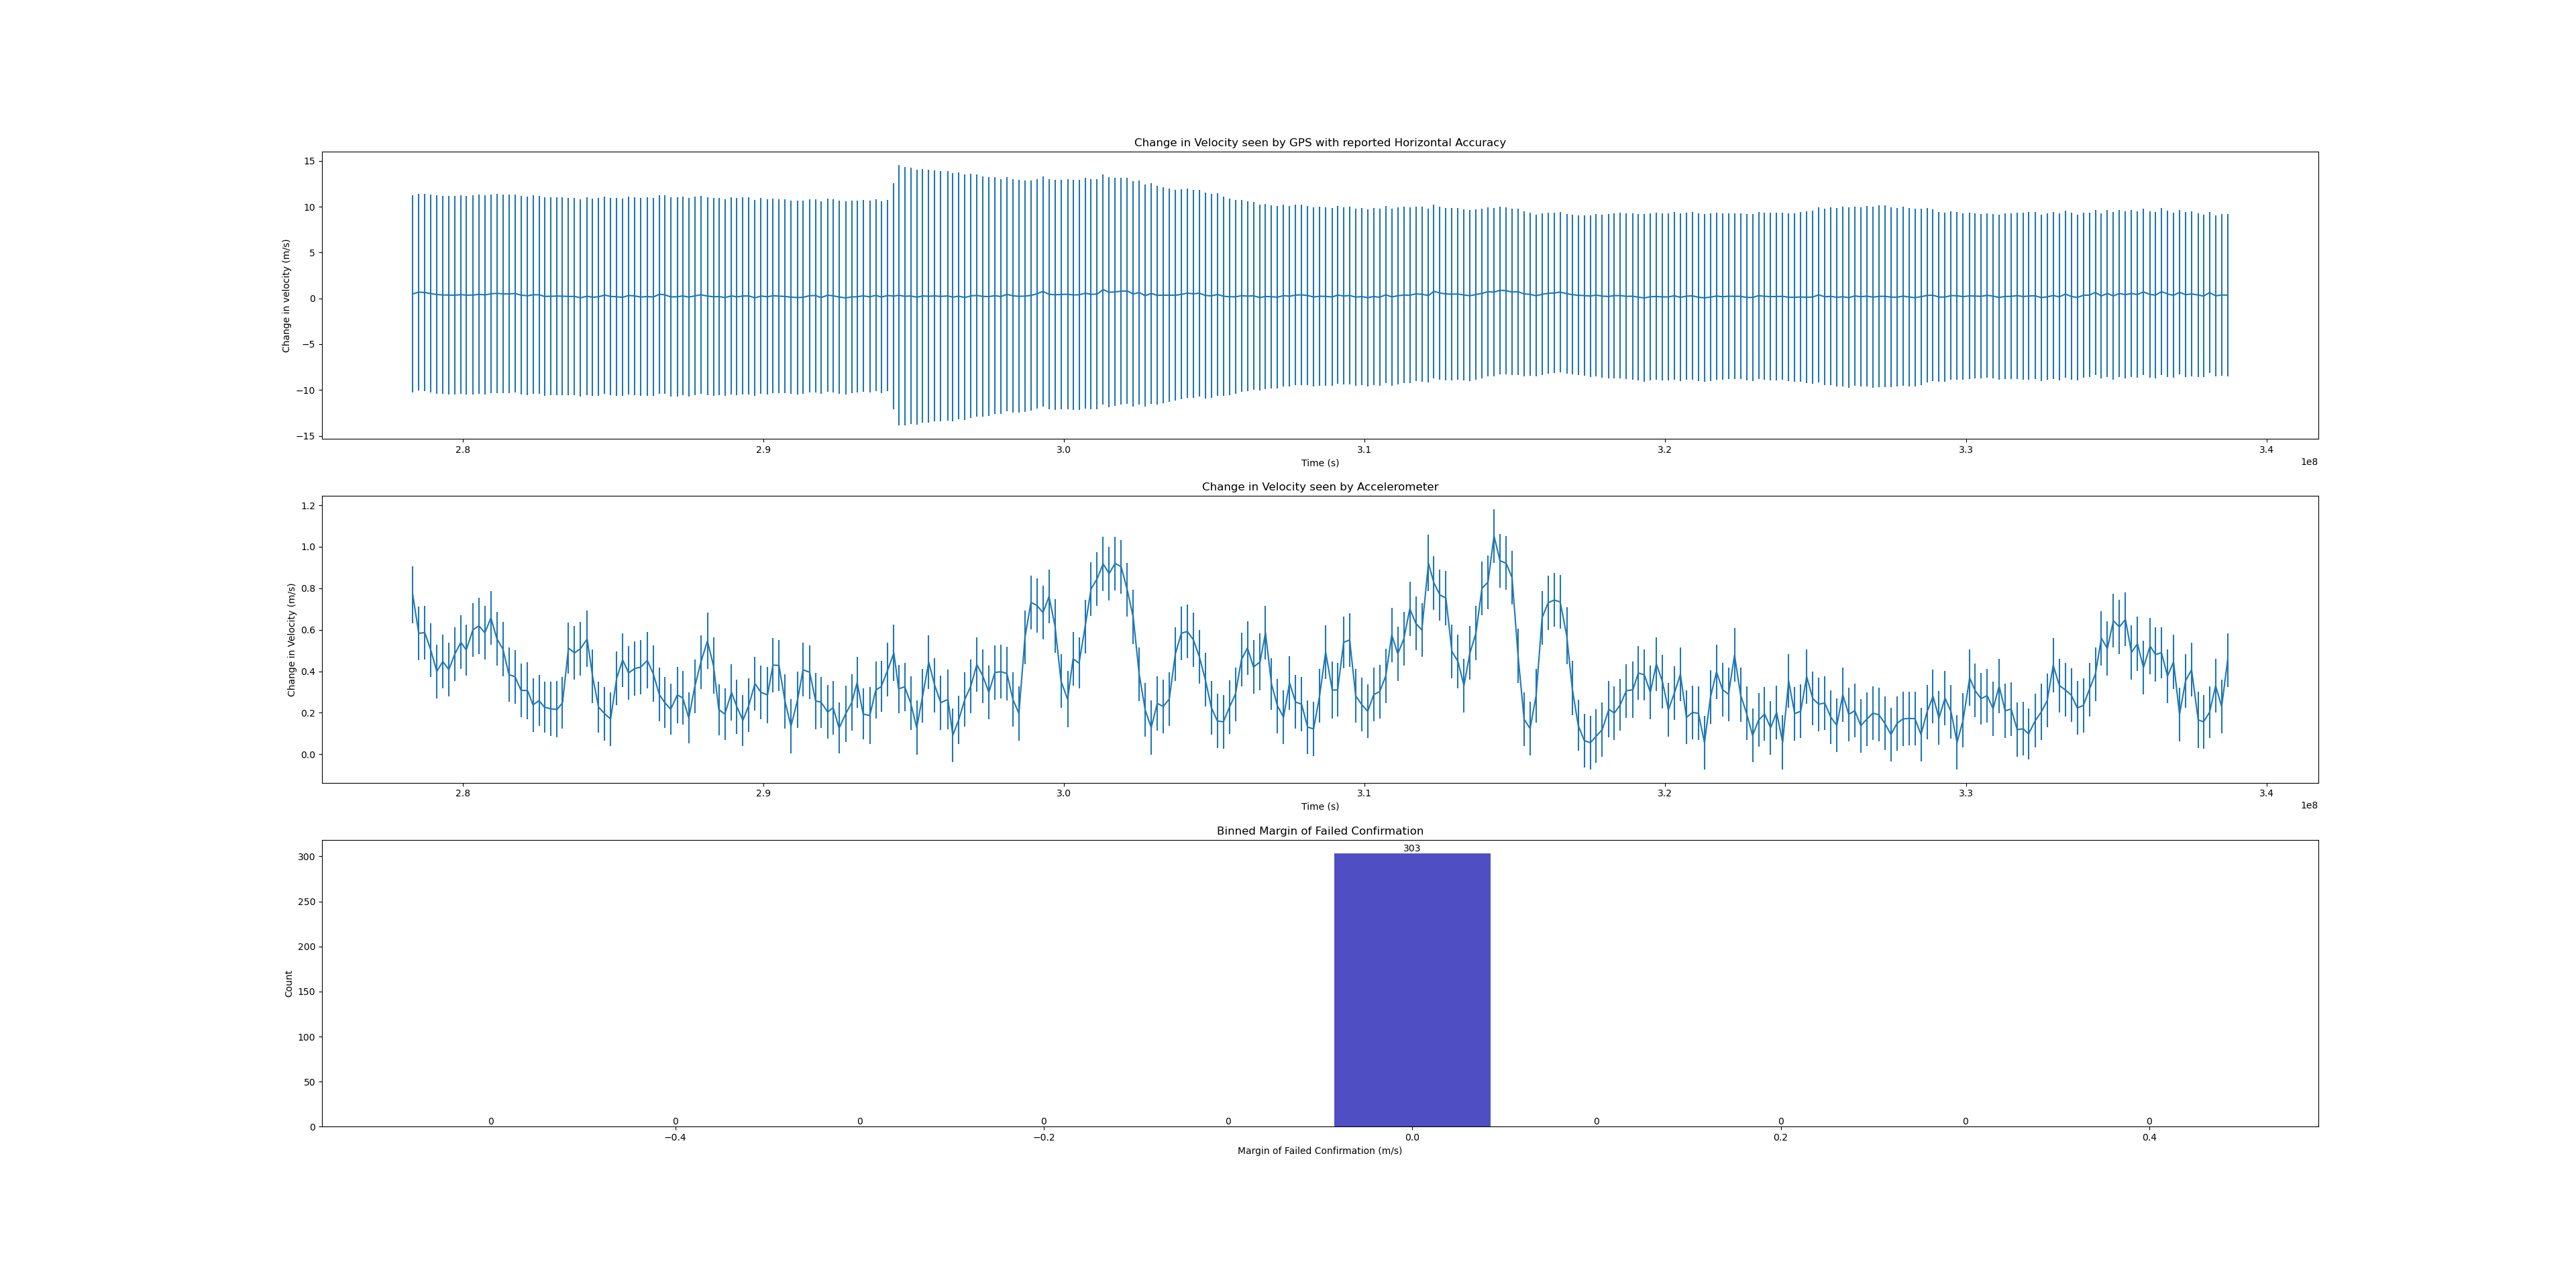 Change in Velocity seen by GPS with reported Horizontal Accuracy
15
10
5
0
−5
−10
−15
Change in velocity (m/s)
2.8 2.9 3.0 3.1 3.2 3.3 3.4
Time (s)
1e8
Change in Velocity seen by Accelerometer
1.2
1.0
0.8
0.6
0.4
0.2
0.0
Change in Velocity (m/s)
2.8 2.9 3.0 3.1 3.2 3.3 3.4
Time (s)
1e8
Binned Margin of Failed Confirmation
303
300
250
200
150
100
50
0
Count
0 0 0 0 0 0 0 0 0
−0.4 −0.2 0.0 0.2 0.4
Margin of Failed Confirmation (m/s)